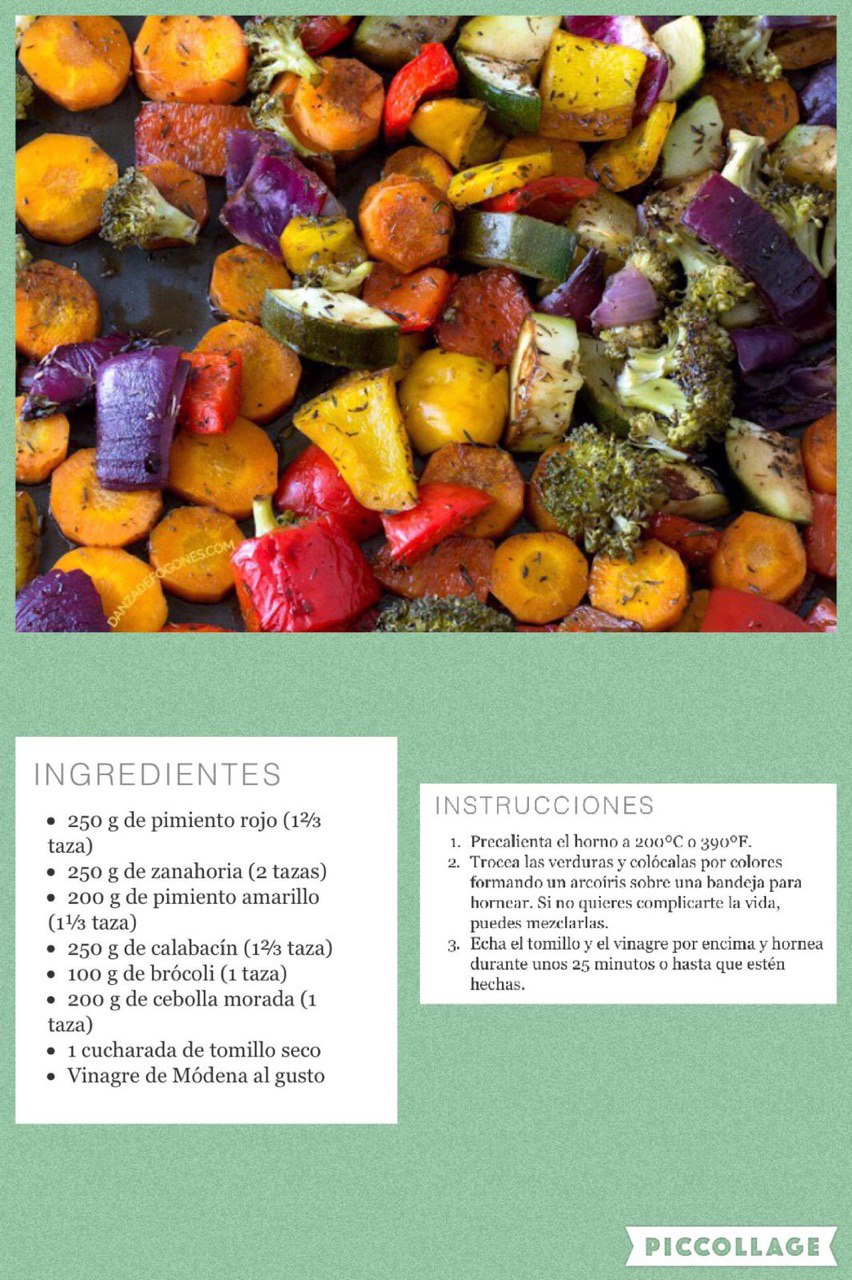 DANZADEFOGONES.COM
INGREDIENTES
• 250 g de pimiento rojo (1⅔
taza)
• 250 g de zanahoria (2 tazas)
• 200 g de pimiento amarillo
(1⅓ taza)
• 250 g de calabacín (1⅔ taza)
• 100 g de brócoli (1 taza)
• 200 g de cebolla morada (1
taza)
• 1 cucharada de tomillo seco
• Vinagre de Módena al gusto
INSTRUCCIONES
1. Precalienta el horno a 200ºC o 390ºF.
2. Trocea las verduras y colócalas por colores
formando un arcoíris sobre una bandeja para
hornear. Si no quieres complicarte la vida,
puedes mezclarlas.
3. Echa el tomillo y el vinagre por encima y hornea
durante unos 25 minutos o hasta que estén
hechas.
PICCOLLAGE